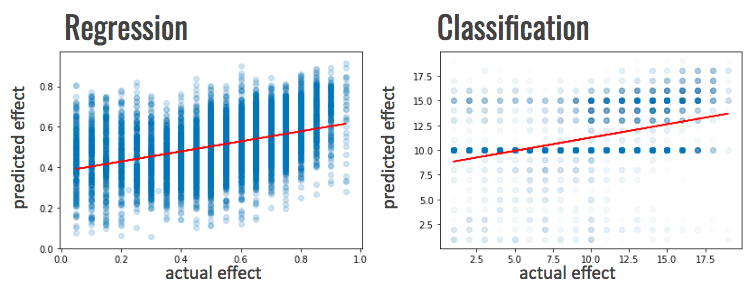 Regression
predicted effect
0.8
0.6
0.4
0.2
0.0
0.0 0.2 0.4 0.6 0.8 1.0
actual effect
Classification
predicted effect
17.5
15.0
12.5
10.0
7.5
5.0
2.5
2.5 5.0 7.5 10.0 12.5 15.0 17.5
actual effect